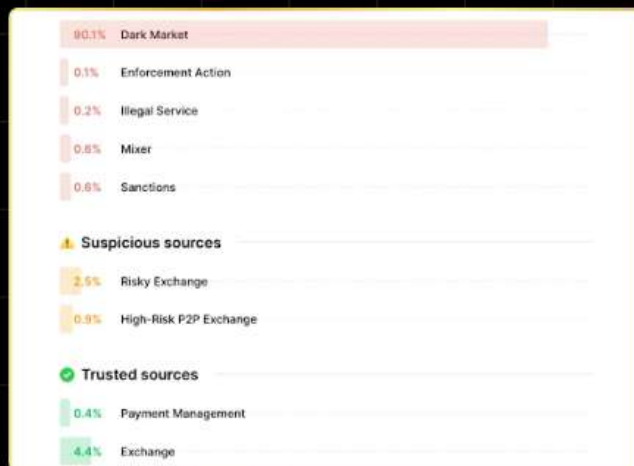 90.1% Dark Market
0.1% Enforcement Action
0.2% Illegal Service
0.6% Mixer
0.6% Sanctions
Suspicious sources
2.5% Risky Exchange
0.9% High-Risk P2P Exchange
Trusted sources
0.4% Payment Management
4.4% Exchange